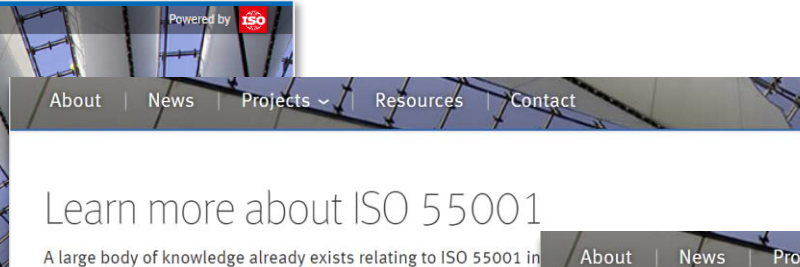 Powered by ISO
About | News | Projects | Resources | Contact
Learn more about ISO 55001
A large body of knowledge already exists relating to ISO 55001 in
About | News | Pro